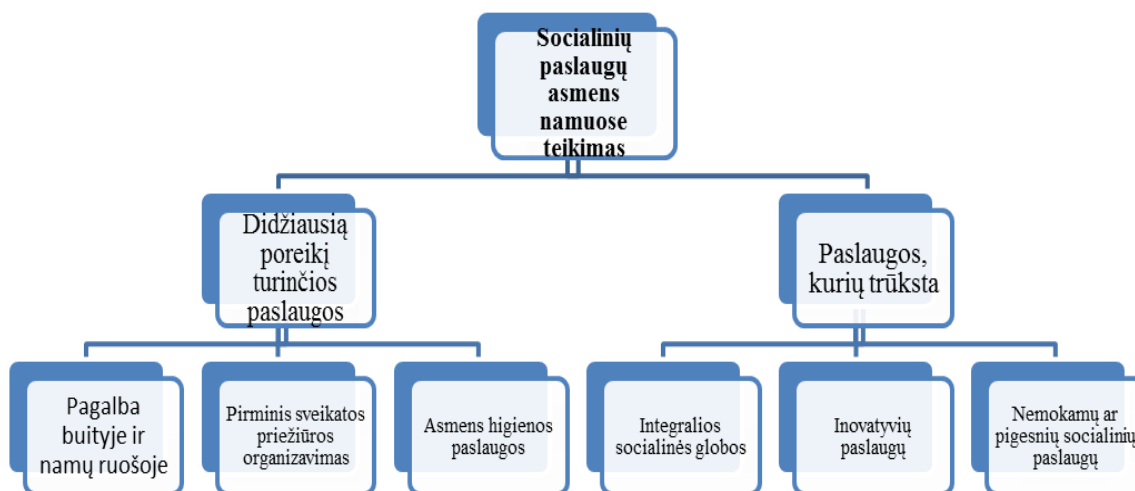 Socialinių
paslaugų
asmens
namuose
teikimas
Didžiausią
poreikį
turinčios
paslaugos
Paslaugos,
kurių trūksta
Pagalba
buityje ir
namų ruošoje
Pirminis sveikatos
priežiūros
organizavimas
Asmens higienos
paslaugos
Integralios
socialinės globos
Inovatyvių
paslaugų
Nemokamų ar
pigesnių socialinių
paslaugų